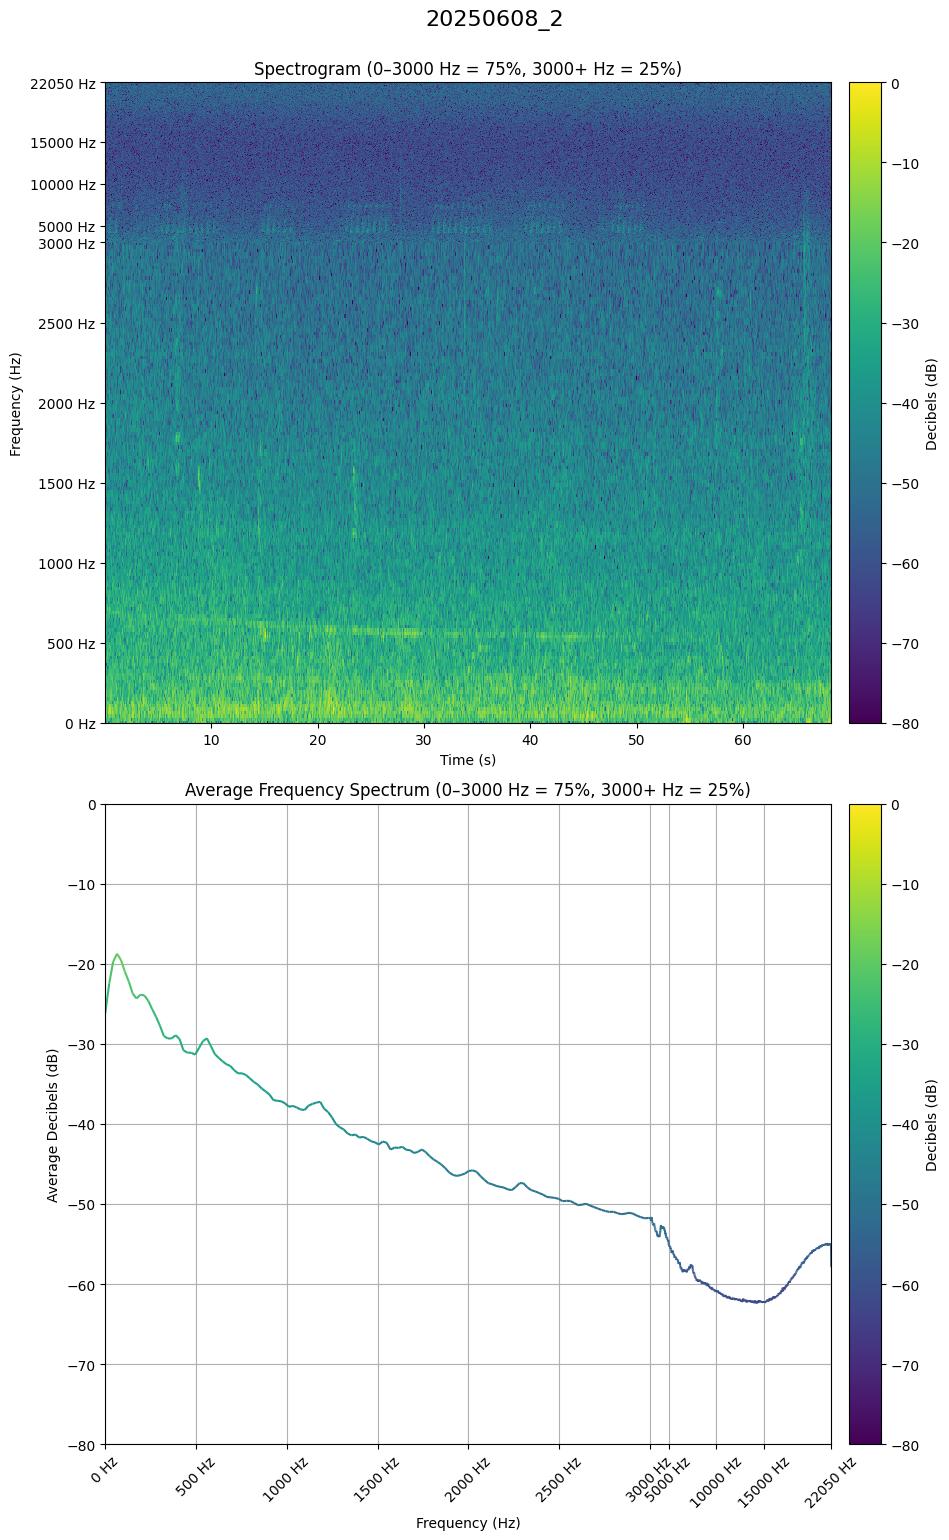 20250608_2
Spectrogram (0–3000 Hz = 75%, 3000+ Hz = 25%)
22050 Hz
15000 Hz
10000 Hz
5000 Hz
3000 Hz
2500 Hz
2000 Hz
1500 Hz
1000 Hz
500 Hz
0 Hz
Frequency (Hz)
10
20
30
40
50
60
Time (s)
0
−10
−20
−30
−40
−50
−60
−70
−80
Decibels (dB)
Average Frequency Spectrum (0–3000 Hz = 75%, 3000+ Hz = 25%)
0
−10
−20
−30
−40
−50
−60
−70
−80
Average Decibels (dB)
0 Hz
500 Hz
1000 Hz
1500 Hz
2000 Hz
2500 Hz
3000 Hz
5000 Hz
10000 Hz
15000 Hz
22050 Hz
Frequency (Hz)
0
−10
−20
−30
−40
−50
−60
−70
−80
Decibels (dB)